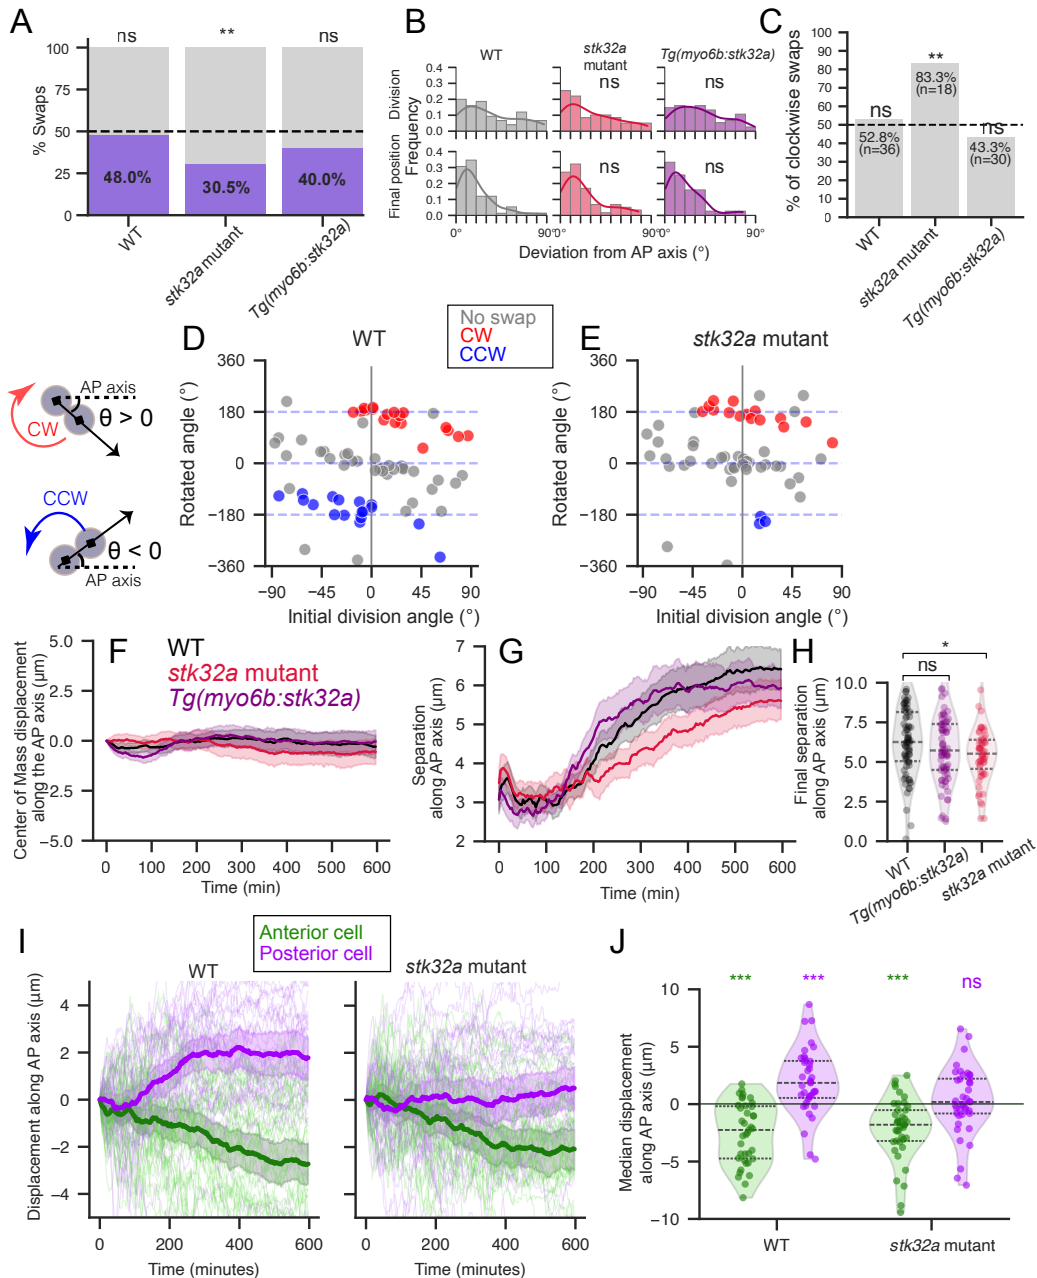 A
ns
**
ns
% Swaps
100
75
50
25
0
48.0%
30.5%
40.0%
WT
stk32a mutant
Tg(myo6b:stk32a)
B
WT
stk32a
mutant
ns
Tg(myo6b:stk32a)
ns
Division
Frequency
Final position
0.4
0.3
0.2
0.1
0.0
0.4
0.3
0.2
0.1
0.0
ns
ns
0°
90°
0°
90°
0°
90°
Deviation from AP axis (°)
C
% of clockwise swaps
100
90
80
70
60
50
40
30
20
10
0
ns
52.8%
(n=36)
**
83.3%
(n=18)
ns
43.3%
(n=30)
WT
stk32a mutant
Tg(myo6b:stk32a)
AP axis
θ > 0
CW
CCW
θ < 0
AP axis
No swap
CW
CCW
D
WT
Rotated angle (°)
360
180
0
−180
−360
−90
−45
0
45
90
Initial division angle (°)
E
stk32a mutant
Rotated angle (°)
360
180
0
−180
−360
−90
−45
0
45
90
Initial division angle (°)
F
WT
stk32a mutant
Tg(myo6b:stk32a)
Center of Mass displacement
along the AP axis (μm)
5.0
2.5
0.0
−2.5
−5.0
0
100
200
300
400
500
600
Time (min)
G
Separation
along AP axis (μm)
7
6
5
4
3
2
0
100
200
300
400
500
600
Time (min)
H
*
ns
Final separation
along AP axis (μm)
10.0
7.5
5.0
2.5
0.0
WT
Tg(myo6b:stk32a)
stk32a mutant
I
Anterior cell
Posterior cell
WT
stk32a mutant
Displacement along AP axis (μm)
4
2
0
−2
−4
0
200
400
600
Time (minutes)
0
200
400
600
Time (minutes)
J
***
***
***
ns
Median displacement
along AP axis (μm)
10
5
0
−5
−10
WT
stk32a mutant